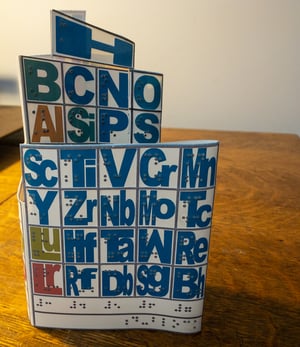 H
B C N O
Al Si P S
Sc Ti V Cr Mn
Y Zr Nb Mo Tc
Lu Hf Ta W Re
Lr Rf Db Sg Bh